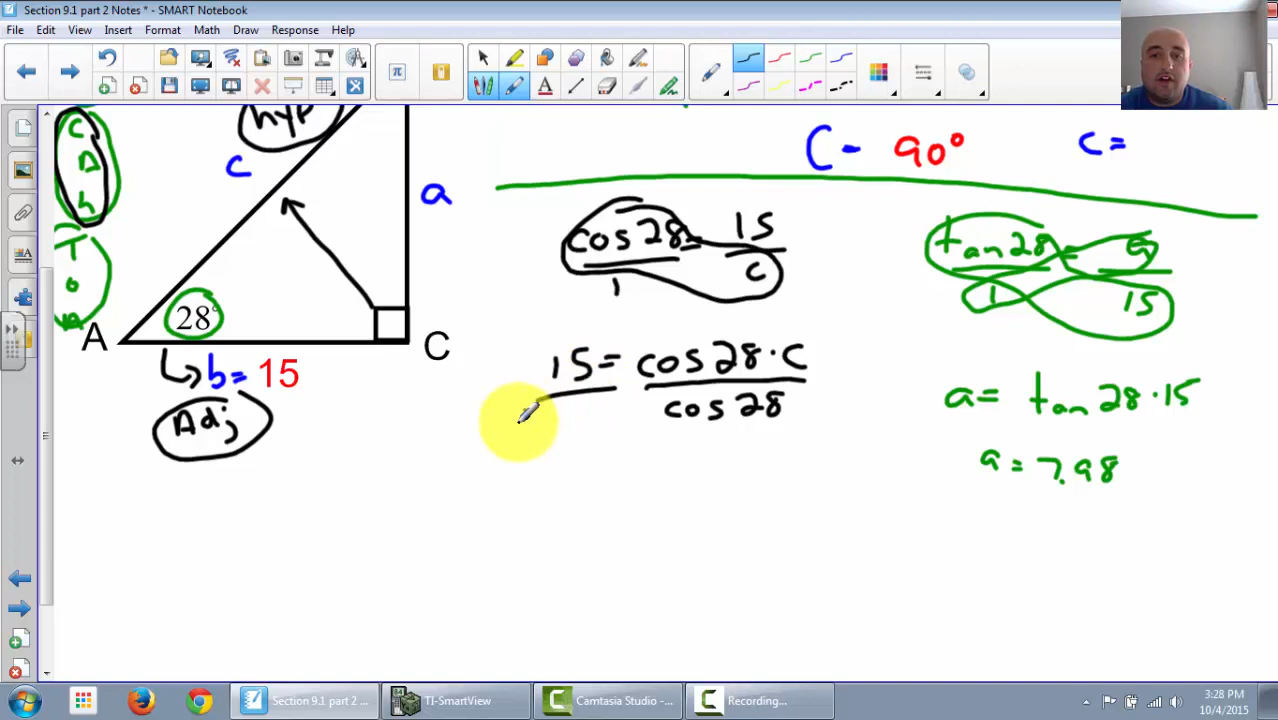 Section 9.1 part 2 Notes * - SMART Notebook
File Edit View Insert Format Math Draw Response Help
hyp
C A h
T O A
c
a
C = 90°
c =
cos 28 = 15
1 c
tan 28 = a
1 15
28°
A
C
b = 15
Adj
15 = cos 28 · c
cos 28
a = tan 28 · 15
a = 7.98
Section 9.1 part 2 ...
TI-SmartView
Camtasia Studio - ...
Recording...
3:28 PM
10/4/2015